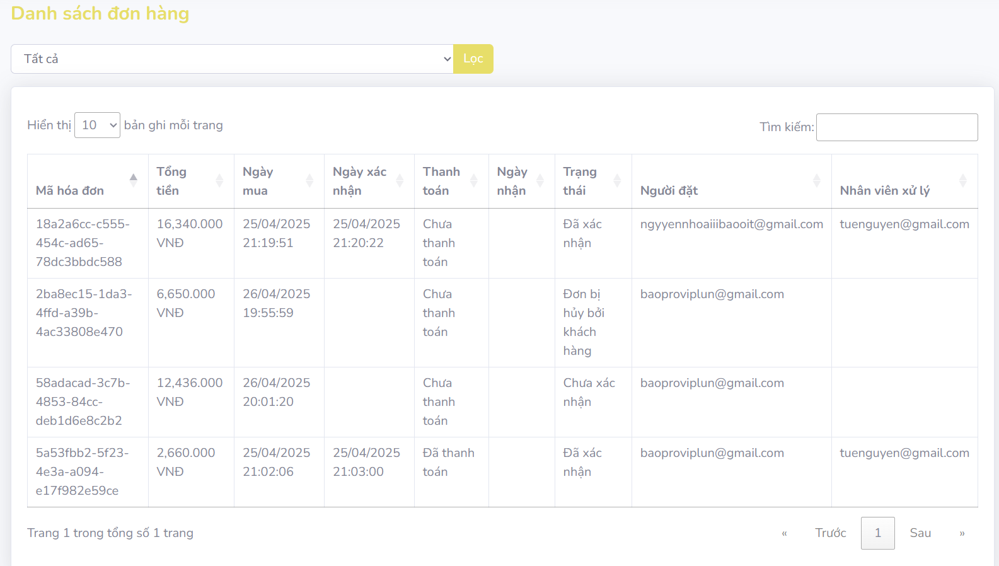 Danh sách đơn hàng
Tất cả
Lọc
Hiển thị 10 bản ghi mỗi trang
Tìm kiếm:
Mã hóa đơn
Tổng
tiền
Ngày
mua
Ngày xác
nhận
Thanh
toán
Ngày
nhận
Trạng
thái
Người đặt
Nhân viên xử lý
18a2a6cc-c555-
454c-ad65-
78dc3bbdc588
16,340.000
VNĐ
25/04/2025
21:19:51
25/04/2025
21:20:22
Chưa
thanh
toán
Đã xác
nhận
ngyyennhoaiiibaooit@gmail.com
tuenguyen@gmail.com
2ba8ec15-1da3-
4ffd-a39b-
4ac33808e470
6,650.000
VNĐ
26/04/2025
19:55:59
Chưa
thanh
toán
Đơn bị
hủy bởi
khách
hàng
baoproviplun@gmail.com
58adacad-3c7b-
4853-84cc-
deb1d6e8c2b2
12,436.000
VNĐ
26/04/2025
20:01:20
Chưa
thanh
toán
Chưa xác
nhận
baoproviplun@gmail.com
5a53fbb2-5f23-
4e3a-a094-
e17f982e59ce
2,660.000
VNĐ
25/04/2025
21:02:06
25/04/2025
21:03:00
Đã thanh
toán
Đã xác
nhận
baoproviplun@gmail.com
tuenguyen@gmail.com
Trang 1 trong tổng số 1 trang
« Trước 1 Sau »